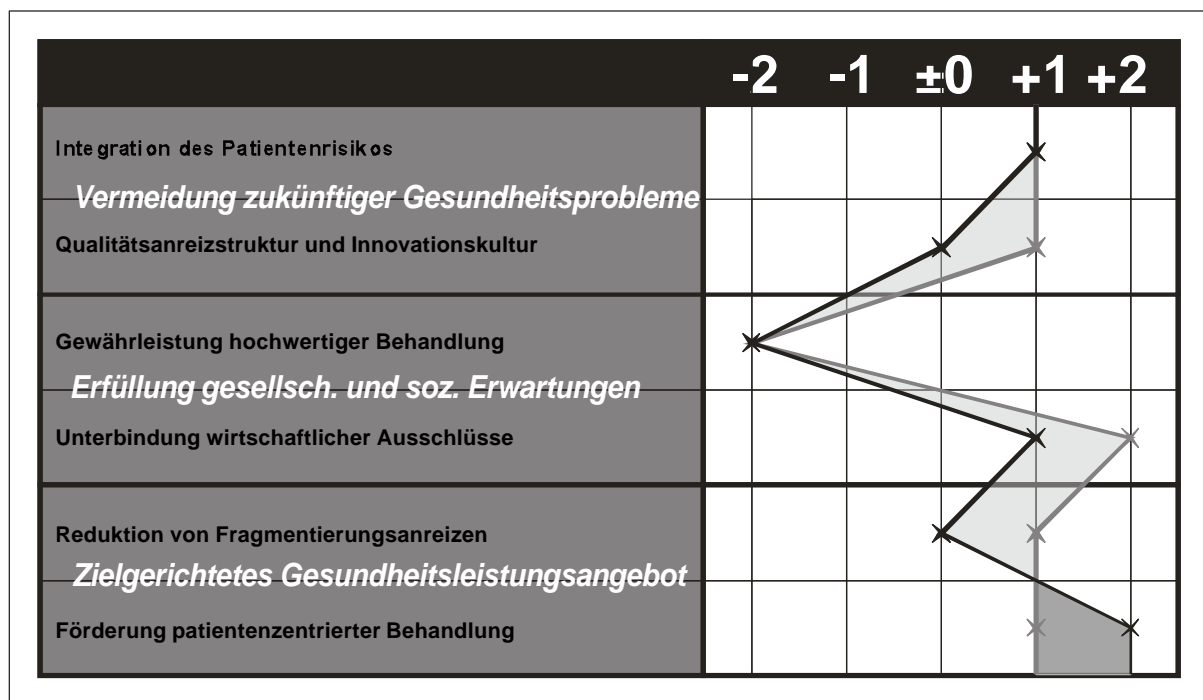 -2 -1 ±0 +1 +2
Integration des Patientenrisikos
Vermeidung zukünftiger Gesundheitsprobleme
Qualitätsanreizstruktur und Innovationskultur
Gewährleistung hochwertiger Behandlung
Erfüllung gesellsch. und soz. Erwartungen
Unterbindung wirtschaftlicher Ausschlüsse
Reduktion von Fragmentierungsanreizen
Zielgerichtetes Gesundheitsleistungsangebot
Förderung patientenzentrierter Behandlung